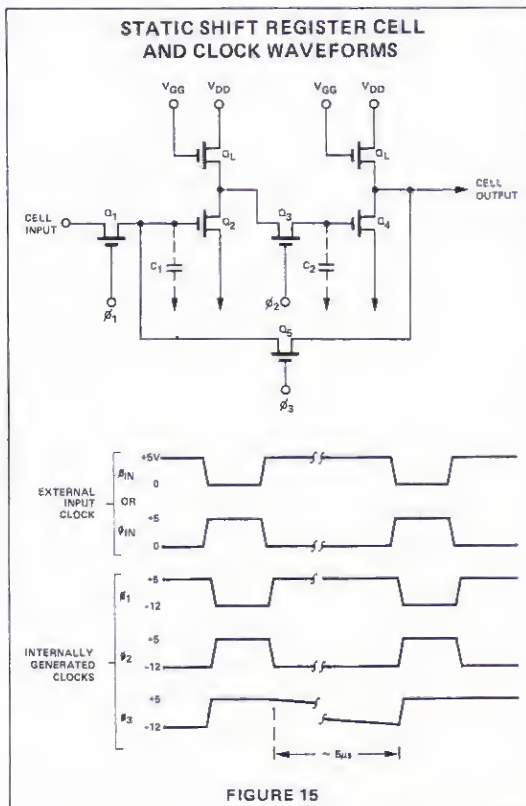 STATIC SHIFT REGISTER CELL
AND CLOCK WAVEFORMS
VGG VDD VGG VDD
QL QL
CELL OUTPUT
Q1 Q2 Q3 Q4
CELL INPUT
C1 C2
ø1 ø2
Q5
ø3
EXTERNAL INPUT CLOCK
øIN +5V 0
OR
øIN +5 0
INTERNALLY GENERATED CLOCKS
ø1 +5 -12
ø2 +5 -12
ø3 +5 -12
~ 5µs
FIGURE 15